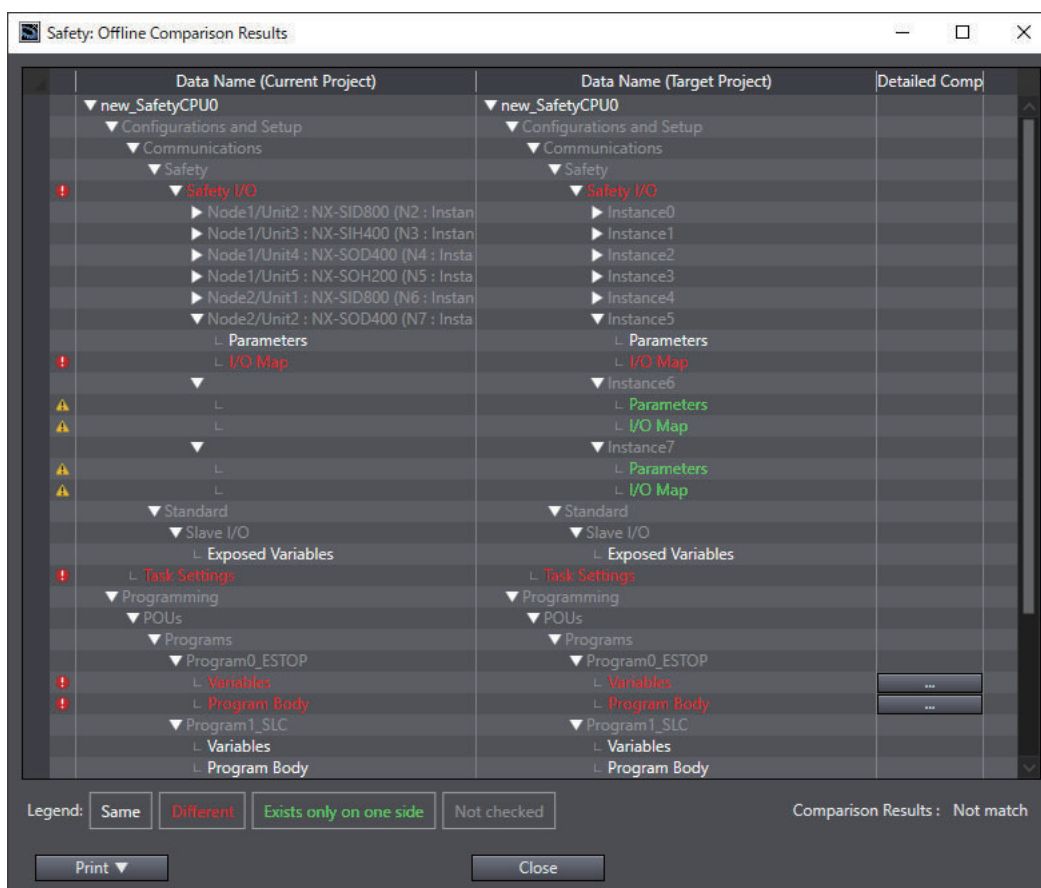 Safety: Offline Comparison Results
Data Name (Current Project) Data Name (Target Project) Detailed Comp
new_SafetyCPU0 new_SafetyCPU0
Configurations and Setup Configurations and Setup
Communications Communications
Safety Safety
Safety I/O Safety I/O
Node1/Unit2 : NX-SID800 (N2 : Instan Instance0
Node1/Unit3 : NX-SIH400 (N3 : Instan Instance1
Node1/Unit4 : NX-SOD400 (N4 : Insta Instance2
Node1/Unit5 : NX-SOH200 (N5 : Insta Instance3
Node2/Unit1 : NX-SID800 (N6 : Instan Instance4
Node2/Unit2 : NX-SOD400 (N7 : Insta Instance5
Parameters Parameters
I/O Map I/O Map
Instance6
Parameters
I/O Map
Instance7
Parameters
I/O Map
Standard Standard
Slave I/O Slave I/O
Exposed Variables Exposed Variables
Task Settings Task Settings
Programming Programming
POUs POUs
Programs Programs
Program0_ESTOP Program0_ESTOP
Variables Variables ...
Program Body Program Body ...
Program1_SLC Program1_SLC
Variables Variables
Program Body Program Body
Legend: Same Different Exists only on one side Not checked Comparison Results : Not match
Print ▼ Close